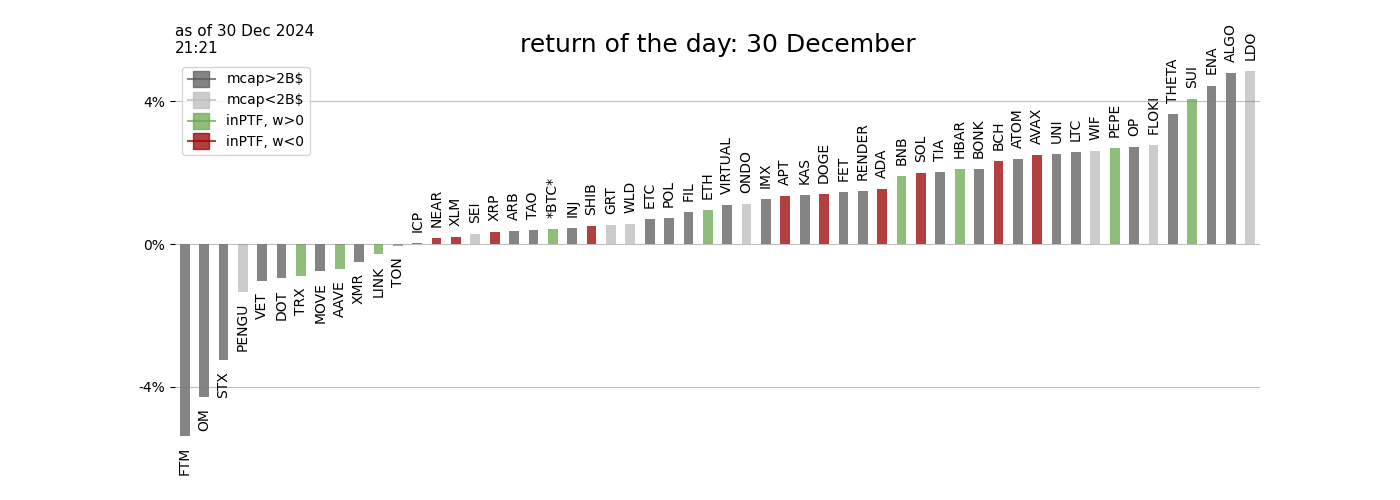 as of 30 Dec 2024
21:21
return of the day: 30 December
mcap>2B$
mcap<2B$
inPTF, w>0
inPTF, w<0
4%
0%
-4%
FTM
OM
STX
PENGU
VET
DOT
TRX
MOVE
AAVE
XMR
LINK
TON
ICP
NEAR
XLM
SEI
XRP
ARB
TAO
*BTC*
INJ
SHIB
GRT
WLD
ETC
POL
FIL
ETH
VIRTUAL
ONDO
IMX
APT
KAS
DOGE
FET
RENDER
ADA
BNB
SOL
TIA
HBAR
BONK
BCH
ATOM
AVAX
UNI
LTC
WIF
PEPE
OP
FLOKI
THETA
SUI
ENA
ALGO
LDO